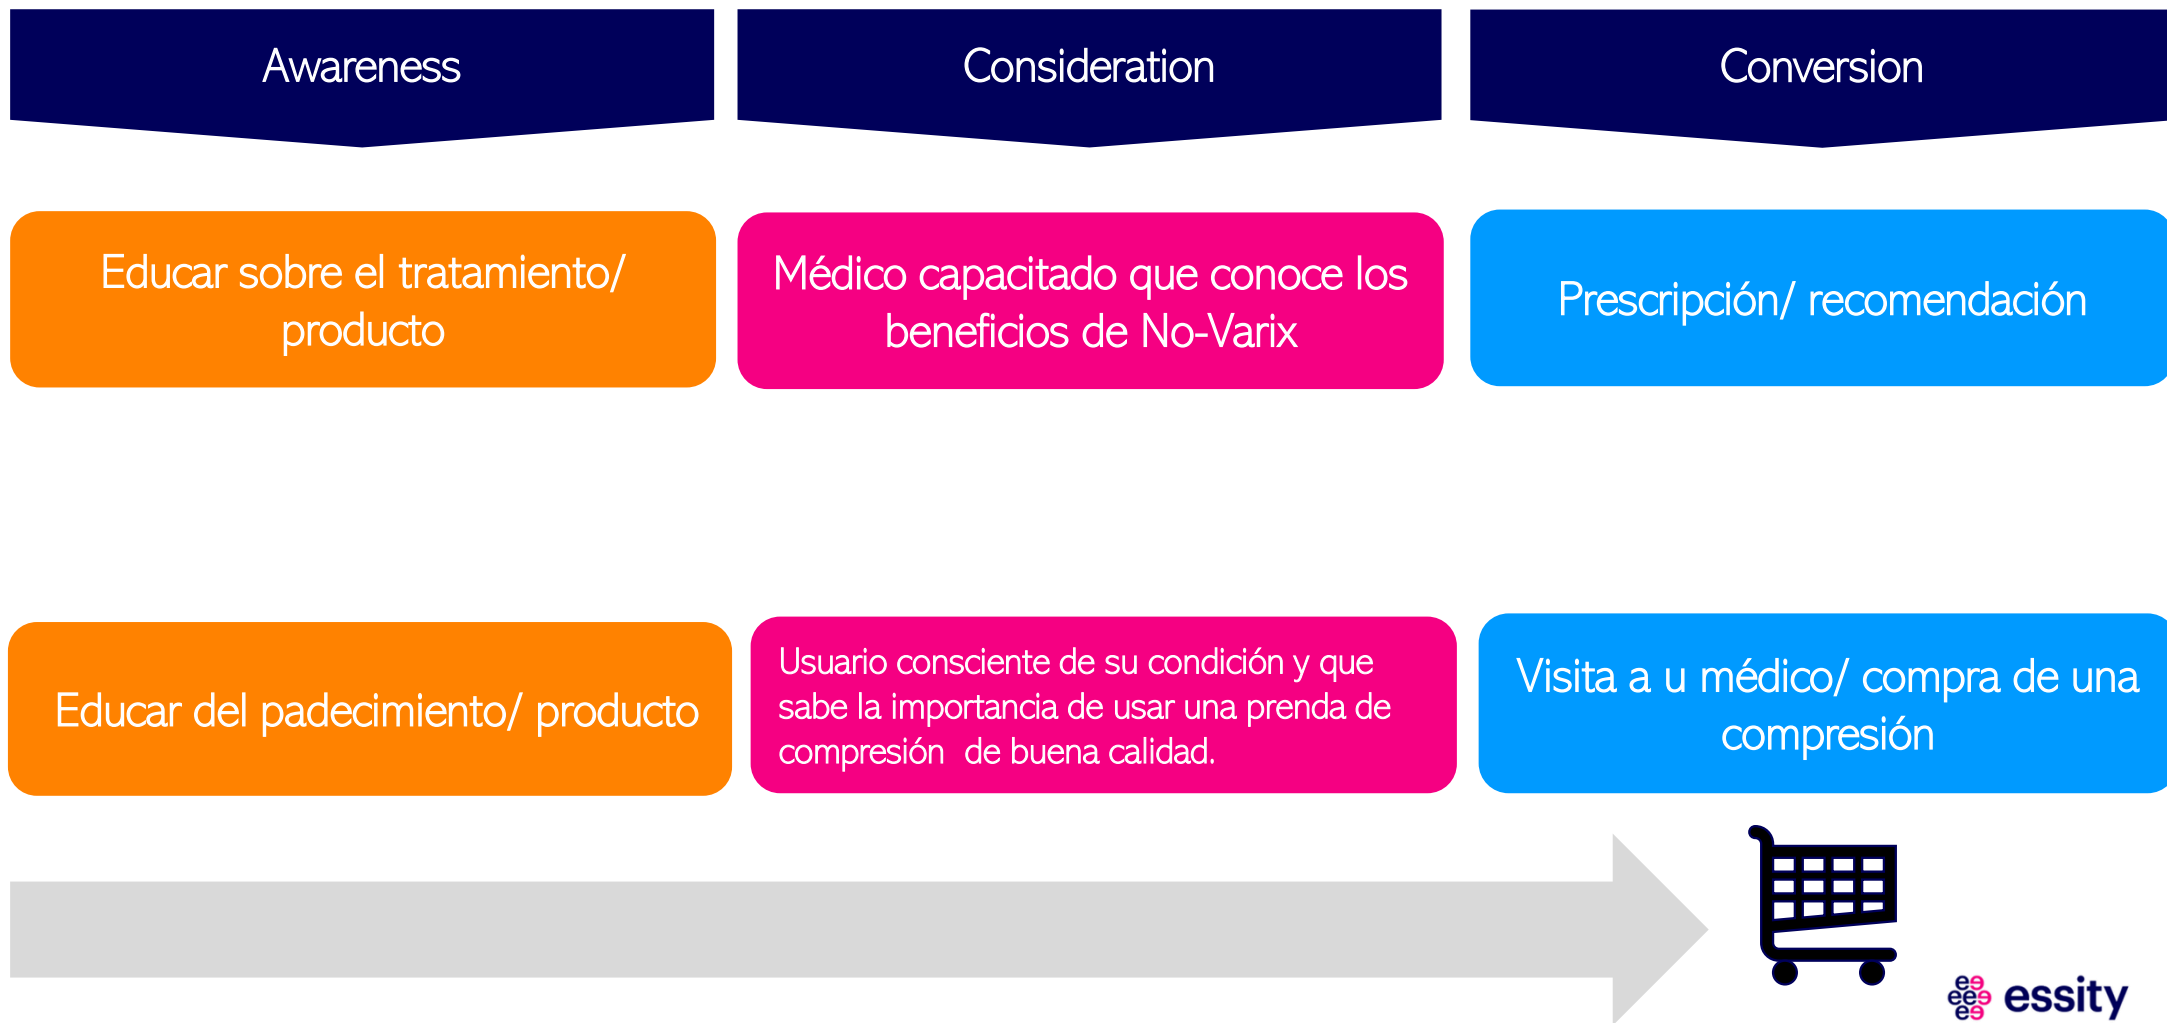 Awareness
Consideration
Conversion
Educar sobre el tratamiento/
producto
Médico capacitado que conoce los
beneficios de No-Varix
Prescripción/ recomendación
Educar del padecimiento/ producto
Usuario consciente de su condición y que
sabe la importancia de usar una prenda de
compresión  de buena calidad.
Visita a u médico/ compra de una
compresión
essity